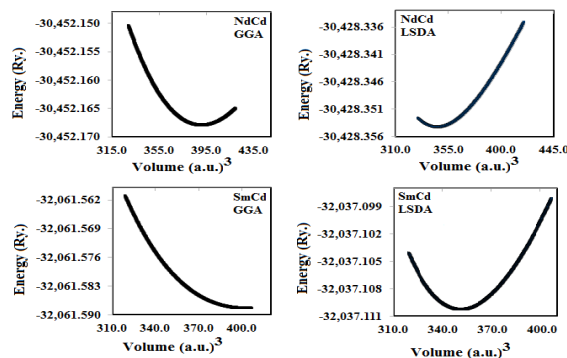 -30,452.150
NdCd
GGA
-30,452.155
-30,452.160
-30,452.165
-30,452.170
Energy (Ry.)
315.0 355.0 395.0 435.0
Volume (a.u.)3
-30,428.336
NdCd
LSDA
-30,428.341
-30,428.346
-30,428.351
-30,428.356
Energy (Ry.)
310.0 355.0 400.0 445.0
Volume (a.u.)3
-32,061.562
SmCd
GGA
-32,061.569
-32,061.576
-32,061.583
-32,061.590
Energy (Ry.)
310.0 340.0 370.0 400.0
Volume (a.u.)3
SmCd
LSDA
-32,037.099
-32,037.102
-32,037.105
-32,037.108
-32,037.111
Energy (Ry.)
310.0 340.0 370.0 400.0
Volume (a.u.)3